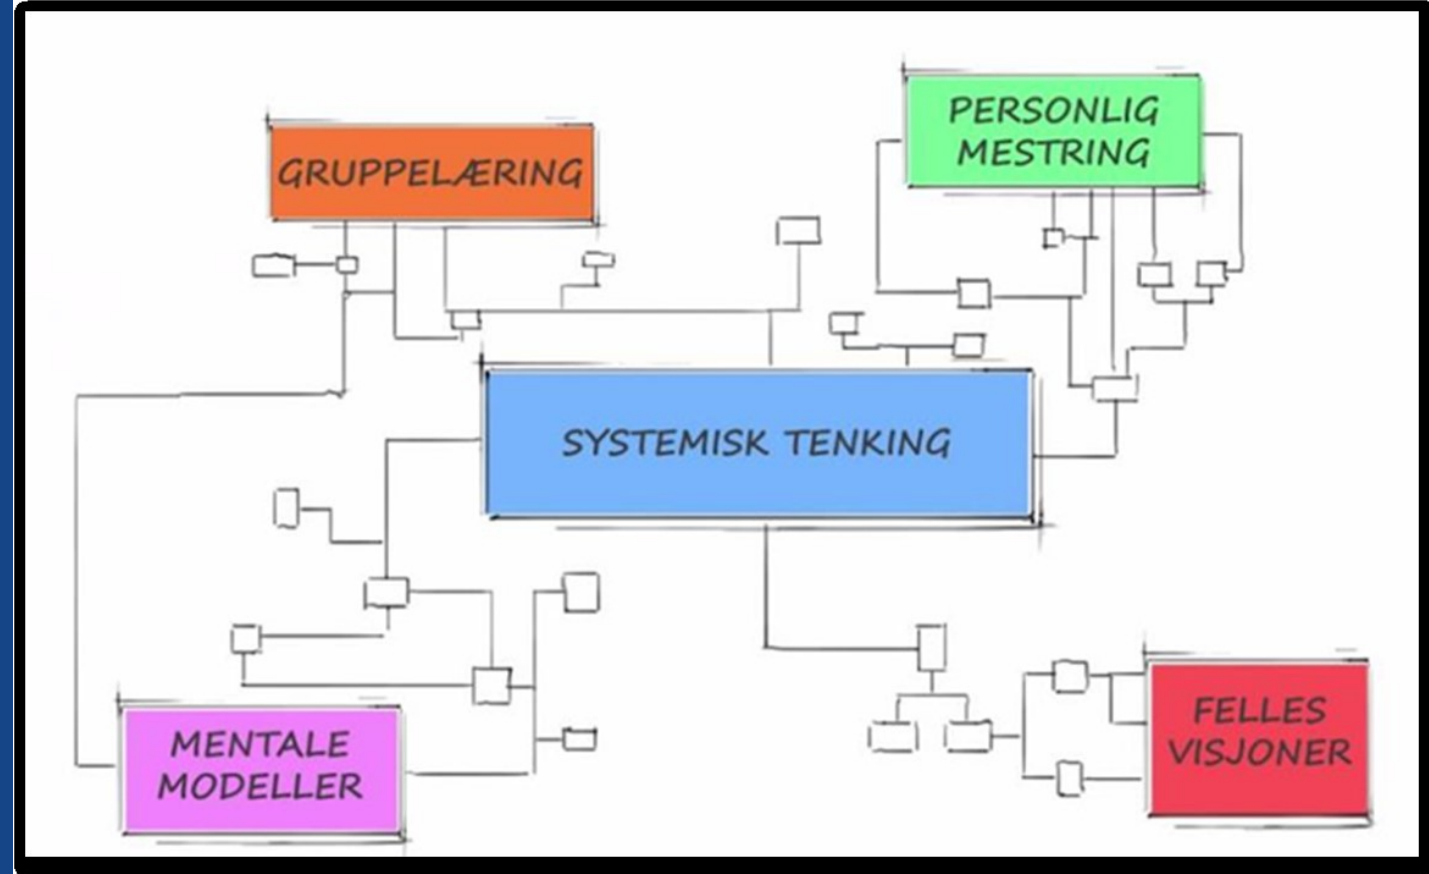 PERSONLIG
MESTRING
GRUPPELÆRING
SYSTEMISK TENKING
MENTALE
MODELLER
FELLES
VISJONER